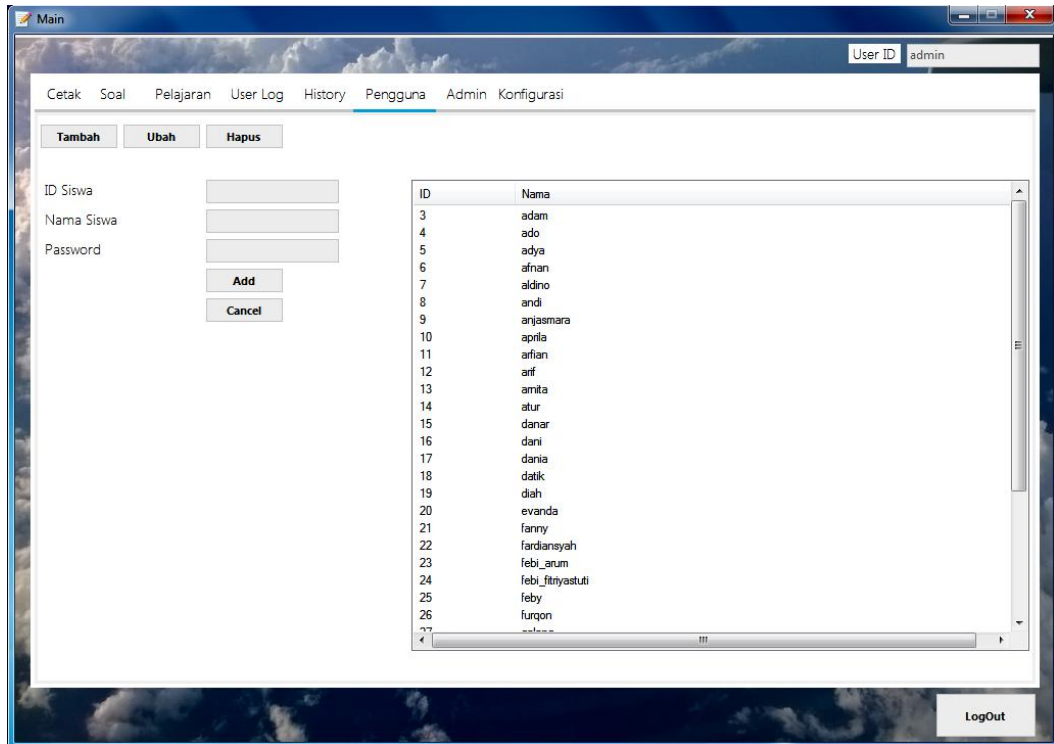 Main
User ID admin
Cetak Soal Pelajaran User Log History Pengguna Admin Konfigurasi
Tambah Ubah Hapus
ID Siswa
Nama Siswa
Password
Add
Cancel
ID Nama
3 adam
4 ado
5 adya
6 afnan
7 aldino
8 andi
9 anjasmara
10 aprila
11 arfian
12 arif
13 arnita
14 atur
15 danar
16 dani
17 dania
18 datik
19 diah
20 evanda
21 fanny
22 fardiansyah
23 febi_arum
24 febi_fitriyastuti
25 feby
26 furqon
LogOut